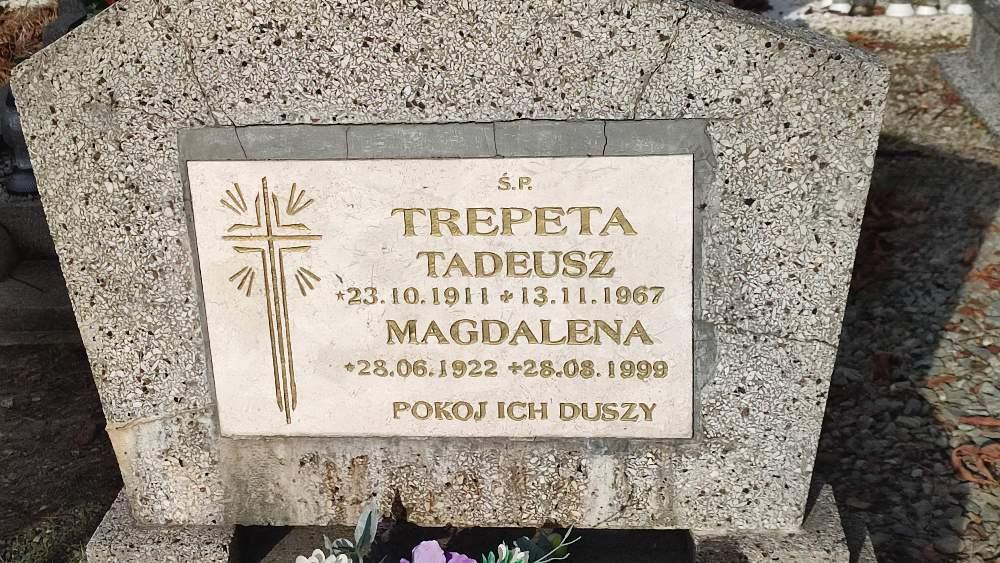 Ś.P.
TREPETA
TADEUSZ
*23.10.1911 +13.11.1967
MAGDALENA
*28.06.1922 +28.08.1999
POKOJ ICH DUSZY